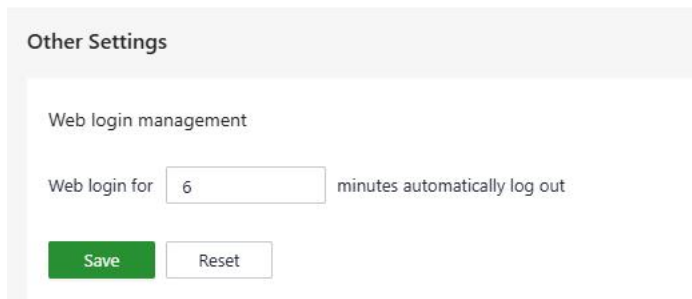 Other Settings
Web login management
Web login for 6 minutes automatically log out
Save Reset